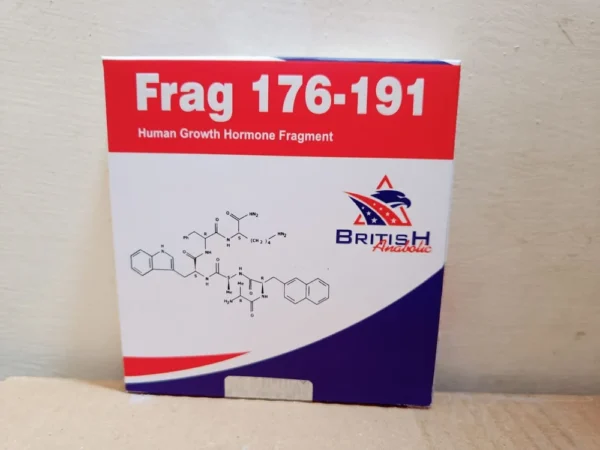 Frag 176-191
Human Growth Hormone Fragment
BRITISH
Anabolic